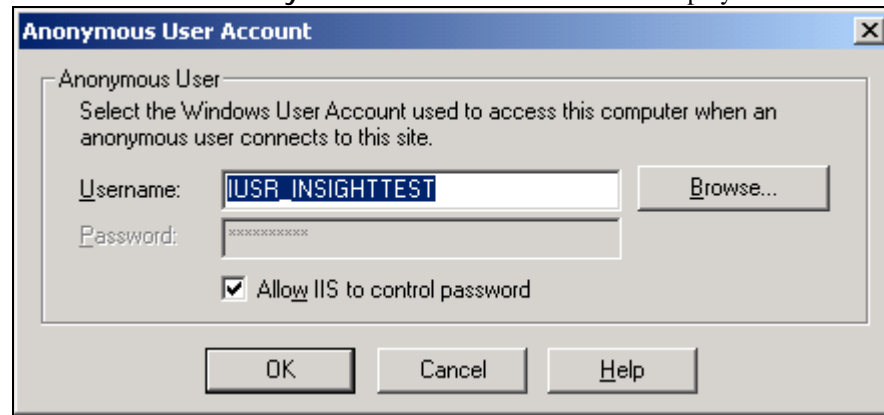 Anonymous User Account
Anonymous User
Select the Windows User Account used to access this computer when an
anonymous user connects to this site.
Username: IUSR_INSIGHTTEST Browse...
Password: **********
Allow IIS to control password
OK Cancel Help